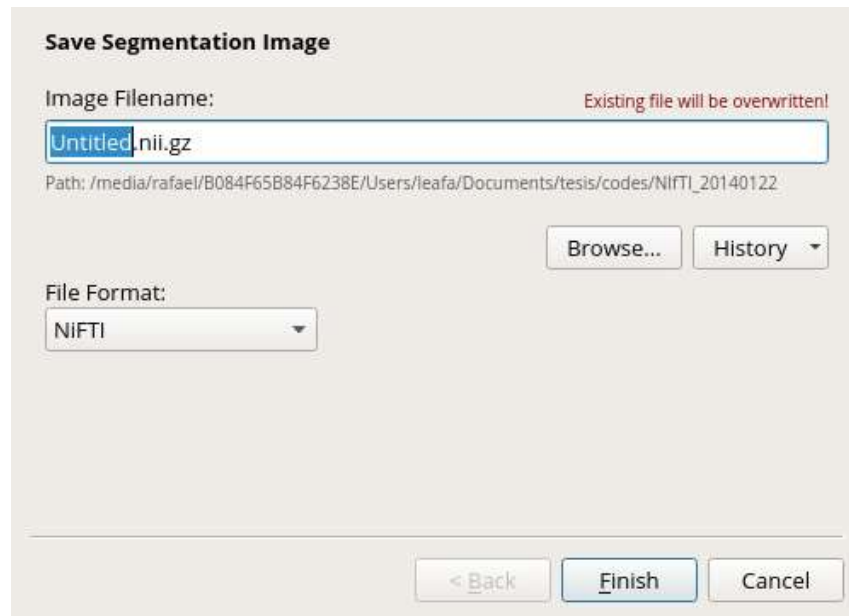 Save Segmentation Image
Image Filename:
Existing file will be overwritten!
Untitled.nii.gz
Path: /media/rafael/B084F65B84F6238E/Users/leafa/Documents/tesis/codes/NIfTI_20140122
Browse...
History
File Format:
NiFTI
< Back
Finish
Cancel